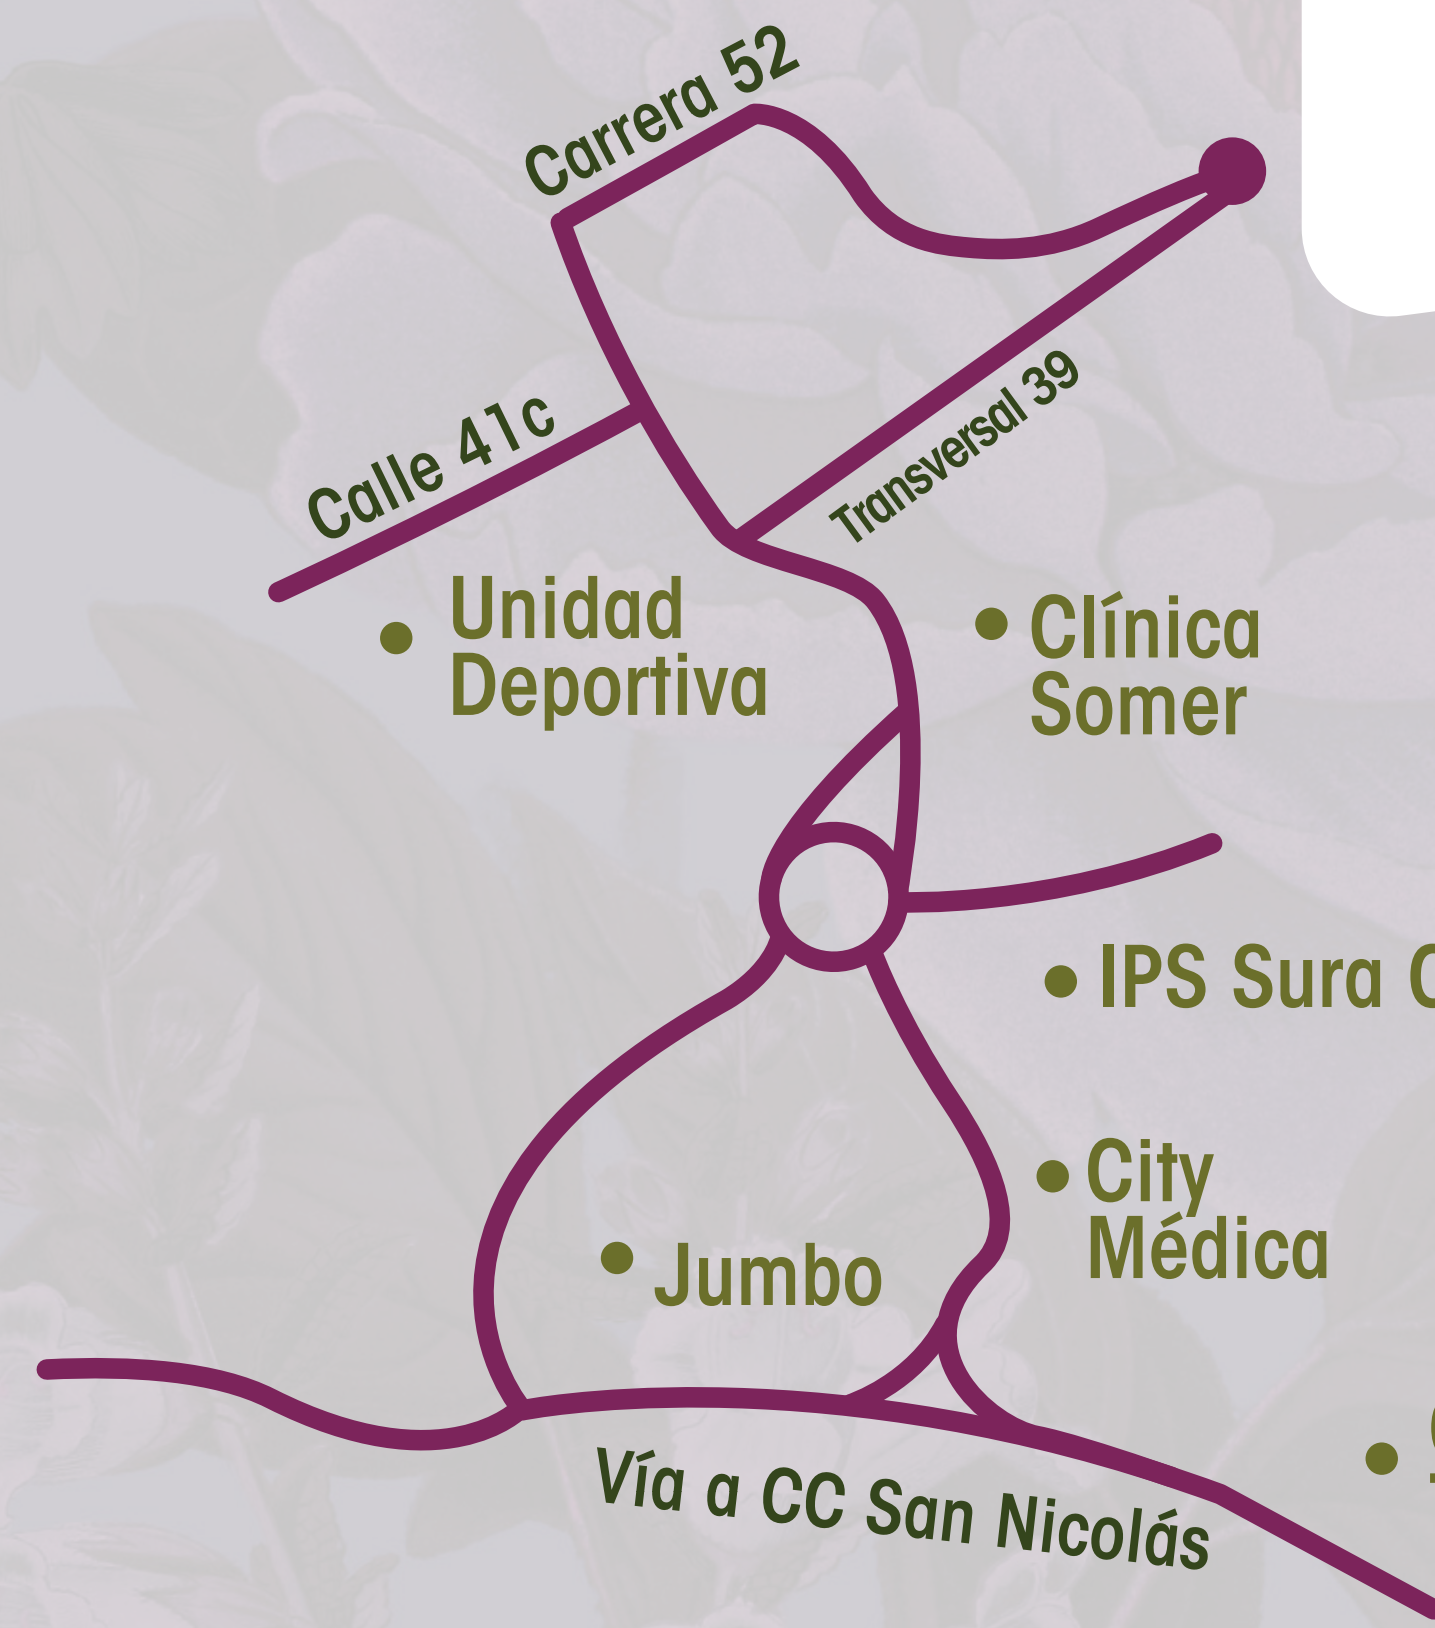 Carrera 52
Calle 41c
Transversal 39
Unidad
Deportiva
Clínica
Somer
IPS Sura
City
Médica
Jumbo
Vía a CC San Nicolás